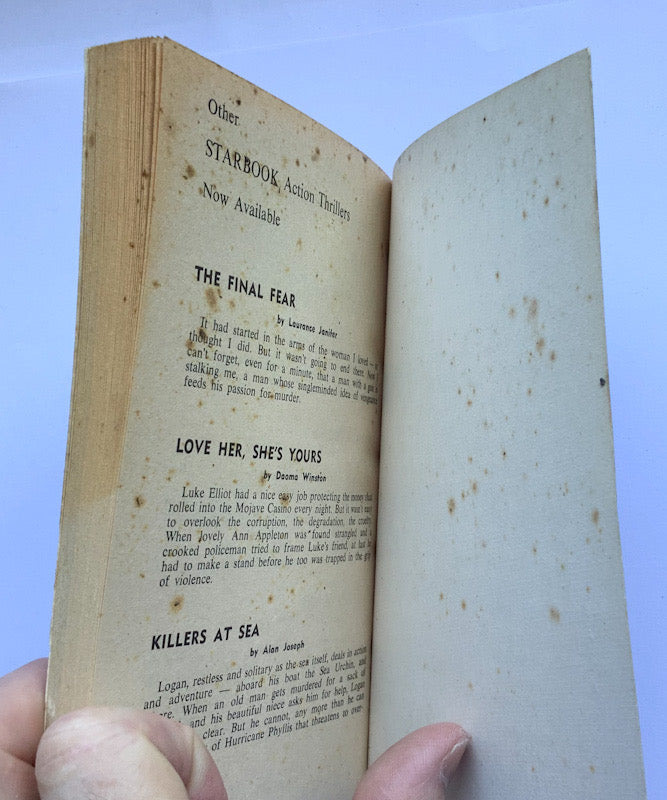 Other
STARBOOK Action Thrillers
Now Available
THE FINAL FEAR
by Laurance Janifer
It had started in the arms of the woman I loved — or
thought I did. But it wasn't going to end there. Now I
can't forget, even for a minute, that a man with a gun is
stalking me, a man whose singleminded idea of vengeance
feeds his passion for murder.
LOVE HER, SHE'S YOURS
by Daoma Winston
Luke Elliot had a nice easy job protecting the money that
rolled into the Mojave Casino every night. But it wasn't easy
to overlook the corruption, the degradation, the cruelty.
When lovely Ann Appleton was found strangled and a
crooked policeman tried to frame Luke's friend, at last he
had to make a stand before he too was trapped in the grip
of violence.
KILLERS AT SEA
by Alan Joseph
Logan, restless and solitary as the sea itself, deals in action
and adventure — aboard his boat the Sea Urchin, and
When an old man gets murdered for a sack of
and his beautiful niece asks him for help, Logan
clear. But he cannot, any more than he can
of Hurricane Phyllis that threatens to over-